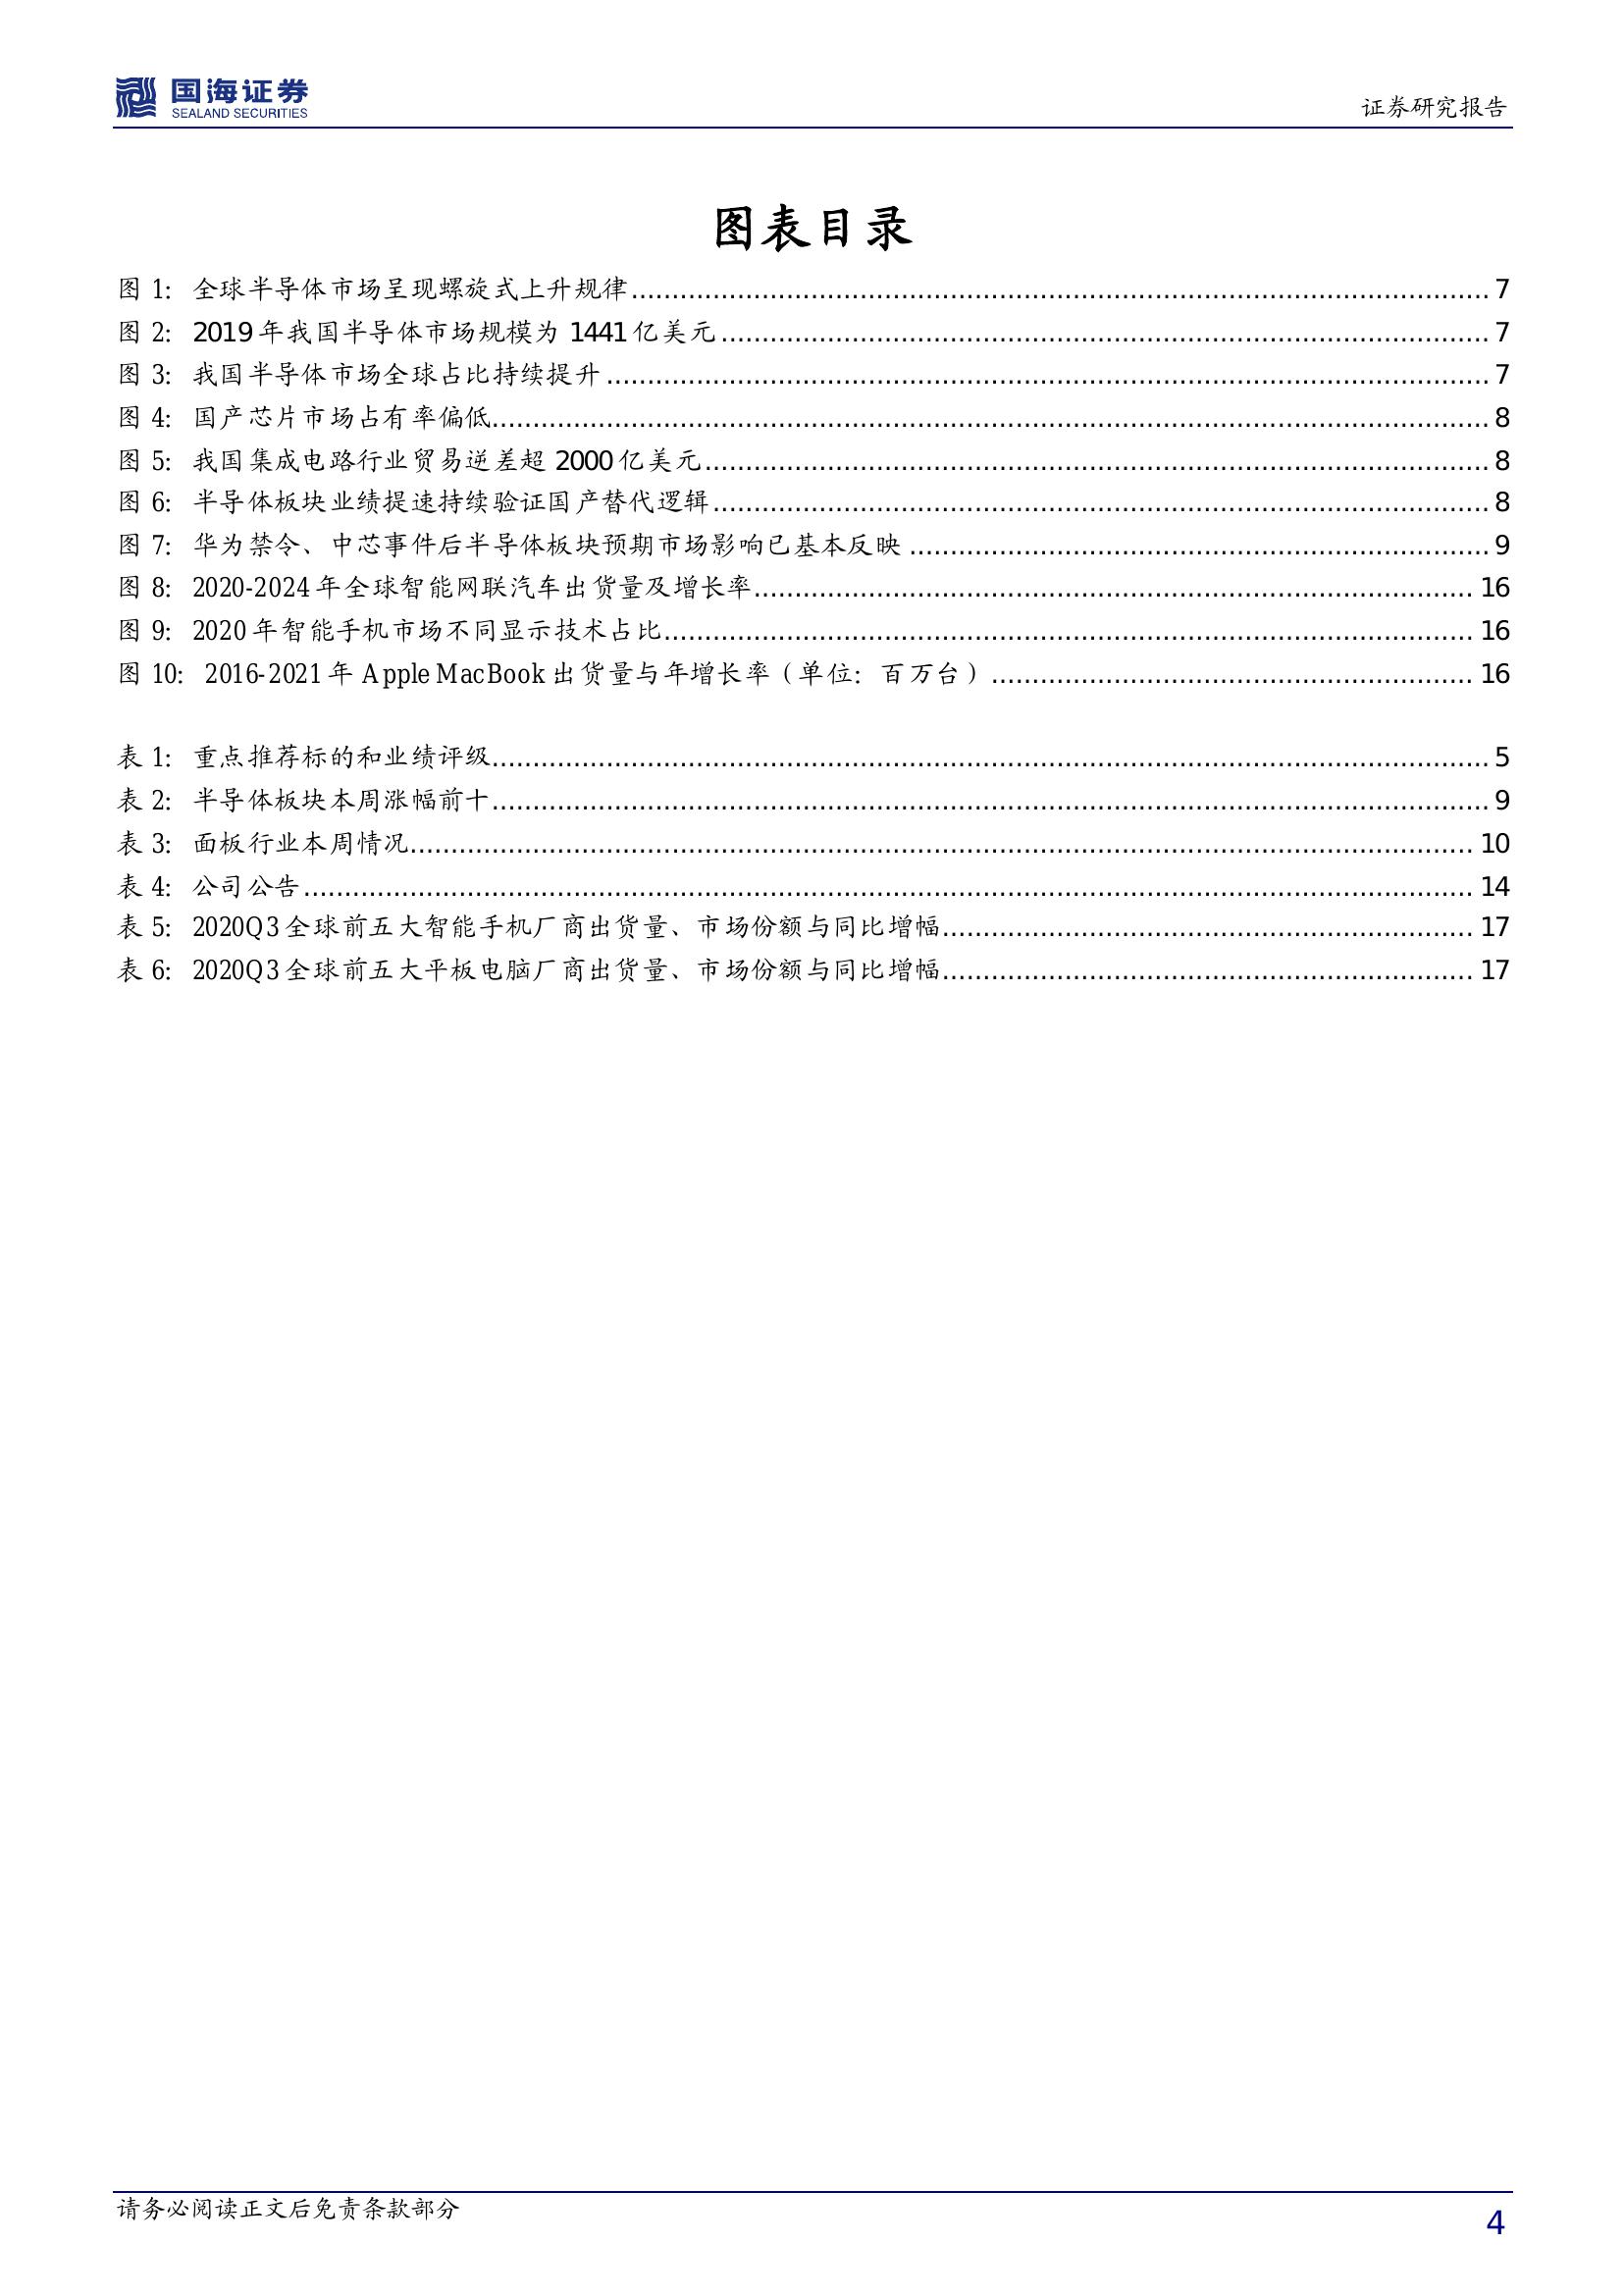 国海证券
SEALAND SECURITIES
证券研究报告
图表目录
图 1: 全球半导体市场呈现螺旋式上升规律 7
图 2: 2019 年我国半导体市场规模为 1441 亿美元 7
图 3: 我国半导体市场全球占比持续提升 7
图 4: 国产芯片市场占有率偏低 8
图 5: 我国集成电路行业贸易逆差超 2000 亿美元 8
图 6: 半导体板块业绩提速持续验证国产替代逻辑 8
图 7: 华为禁令、中芯事件后半导体板块预期市场影响已基本反映 9
图 8: 2020-2024 年全球智能网联汽车出货量及增长率 16
图 9: 2020 年智能手机市场不同显示技术占比 16
图 10: 2016-2021 年 Apple MacBook 出货量与年增长率（单位: 百万台） 16
表 1: 重点推荐标的和业绩评级 5
表 2: 半导体板块本周涨幅前十 9
表 3: 面板行业本周情况 10
表 4: 公司公告 14
表 5: 2020Q3 全球前五大智能手机厂商出货量、市场份额与同比增幅 17
表 6: 2020Q3 全球前五大平板电脑厂商出货量、市场份额与同比增幅 17
请务必阅读正文后免责条款部分
4